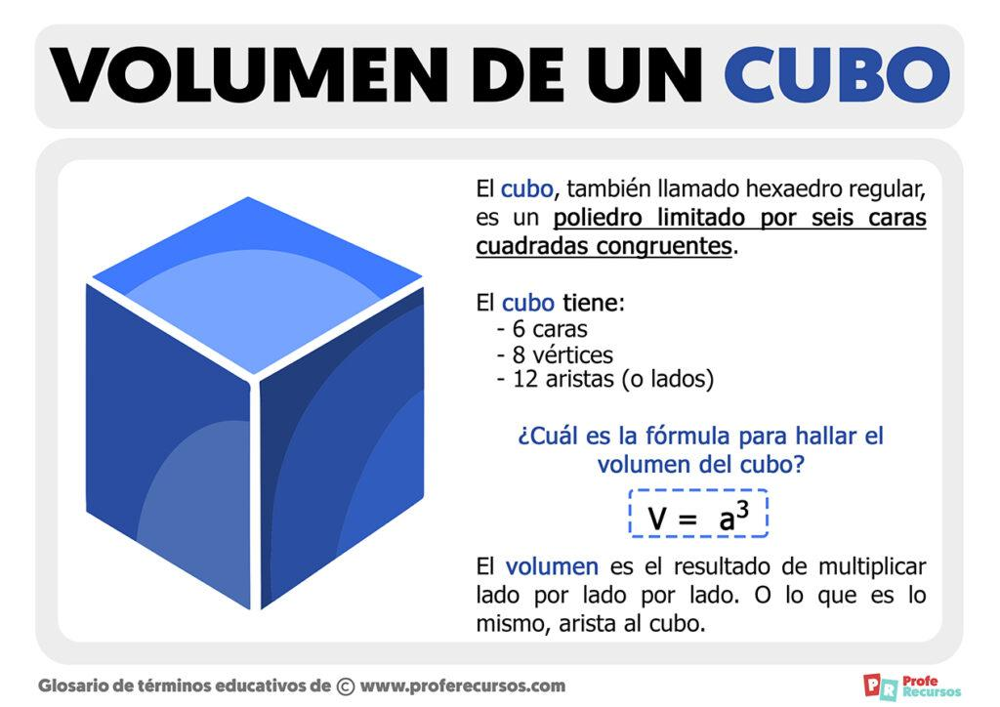 VOLUMEN DE UN CUBO
El cubo, también llamado hexaedro regular,
es un poliedro limitado por seis caras
cuadradas congruentes.
El cubo tiene:
- 6 caras
- 8 vértices
- 12 aristas (o lados)
¿Cuál es la fórmula para hallar el
volumen del cubo?
V = a³
El volumen es el resultado de multiplicar
lado por lado por lado. O lo que es lo
mismo, arista al cubo.
Glosario de términos educativos de © www.proferecursos.com
PR Profe
Recursos